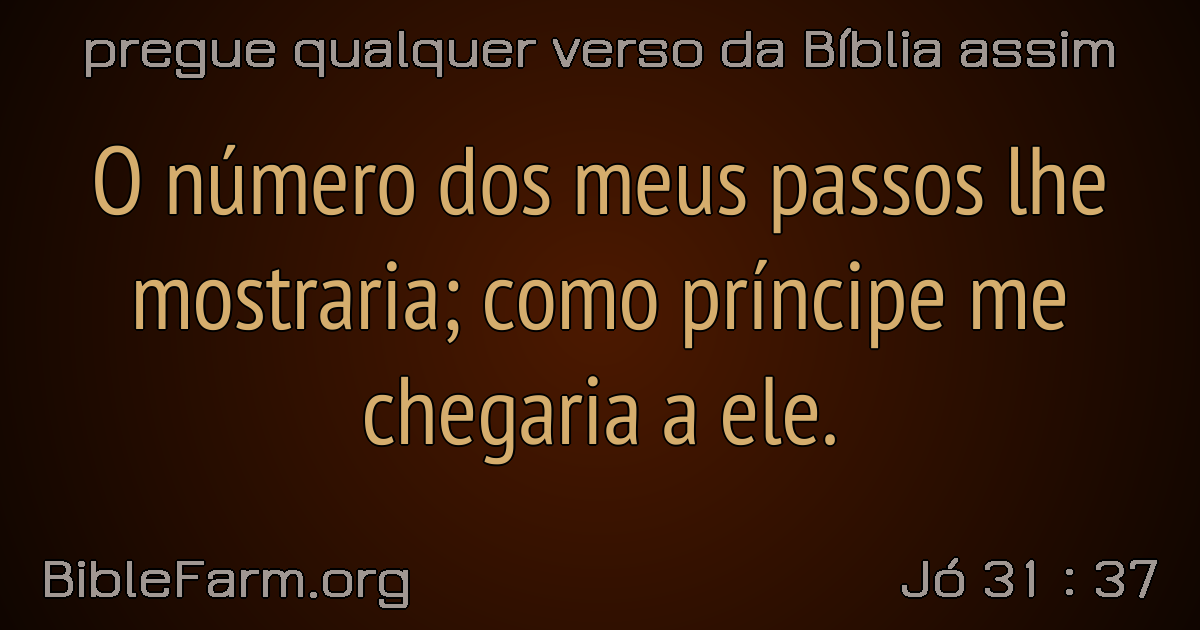 pregue qualquer verso da Bíblia assim
O número dos meus passos lhe
mostraria; como príncipe me
chegaria a ele.
BibleFarm.org
Jó 31 : 37